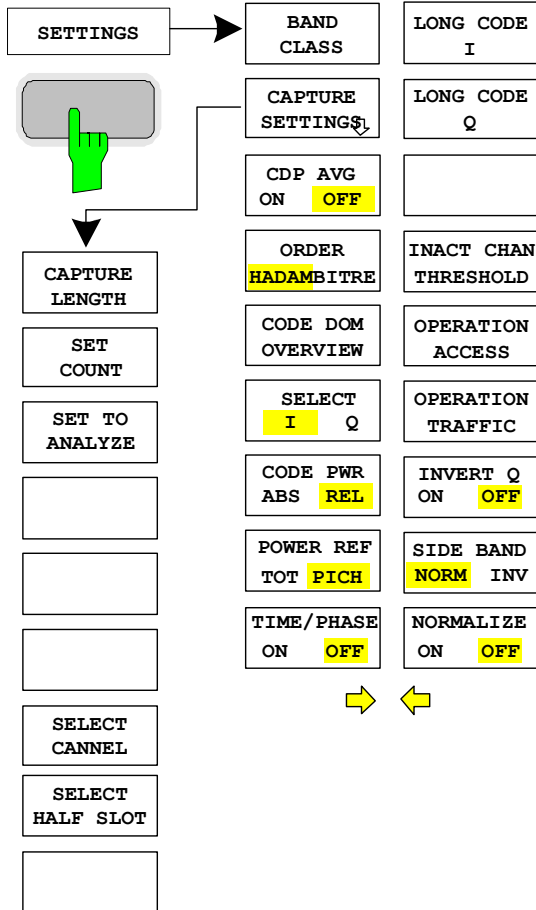 SETTINGS
BAND
CLASS
CAPTURE
SETTINGS
CDP AVG
ON OFF
ORDER
HADAMBITRE
CODE DOM
OVERVIEW
SELECT
I Q
CODE PWR
ABS REL
POWER REF
TOT PICH
TIME/PHASE
ON OFF
LONG CODE
I
LONG CODE
Q
INACT CHAN
THRESHOLD
OPERATION
ACCESS
OPERATION
TRAFFIC
INVERT Q
ON OFF
SIDE BAND
NORM INV
NORMALIZE
ON OFF
CAPTURE
LENGTH
SET
COUNT
SET TO
ANALYZE
SELECT
CANNEL
SELECT
HALF SLOT